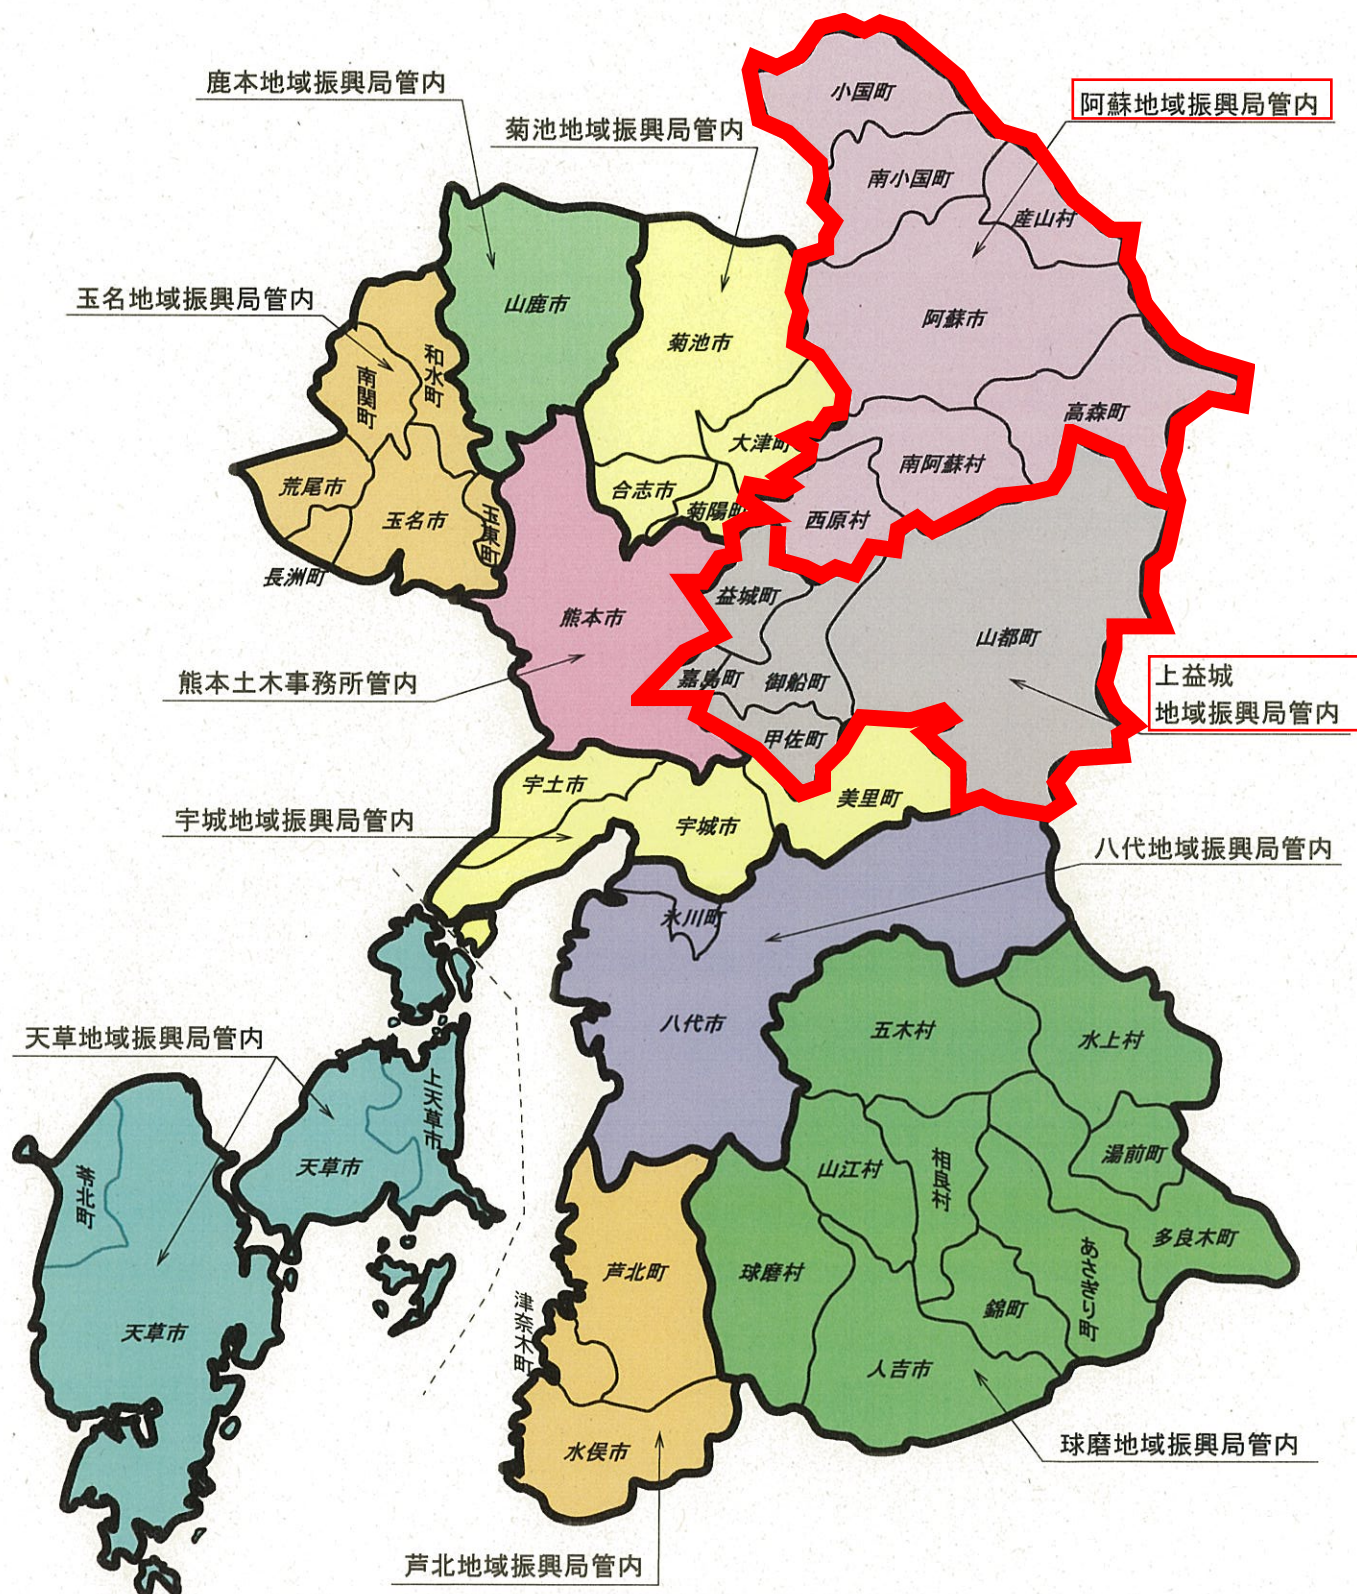 鹿本地域振興局管内
菊池地域振興局管内
阿蘇地域振興局管内
小国町
南小国町
産山村
玉名地域振興局管内
山鹿市
菊池市
阿蘇市
和水町
南関町
高森町
大津町
南阿蘇村
荒尾市
合志市
菊陽町
西原村
玉名市
玉東町
長洲町
益城町
熊本市
山都町
嘉島町
御船町
熊本土木事務所管内
上益城
地域振興局管内
甲佐町
宇土市
美里町
宇城地域振興局管内
宇城市
八代地域振興局管内
氷川町
八代市
五木村
水上村
天草地域振興局管内
上天草市
天草市
苓北町
山江村
相良村
湯前町
多良木町
あさぎり町
芦北町
球磨村
錦町
津奈木町
天草市
人吉市
水俣市
球磨地域振興局管内
芦北地域振興局管内